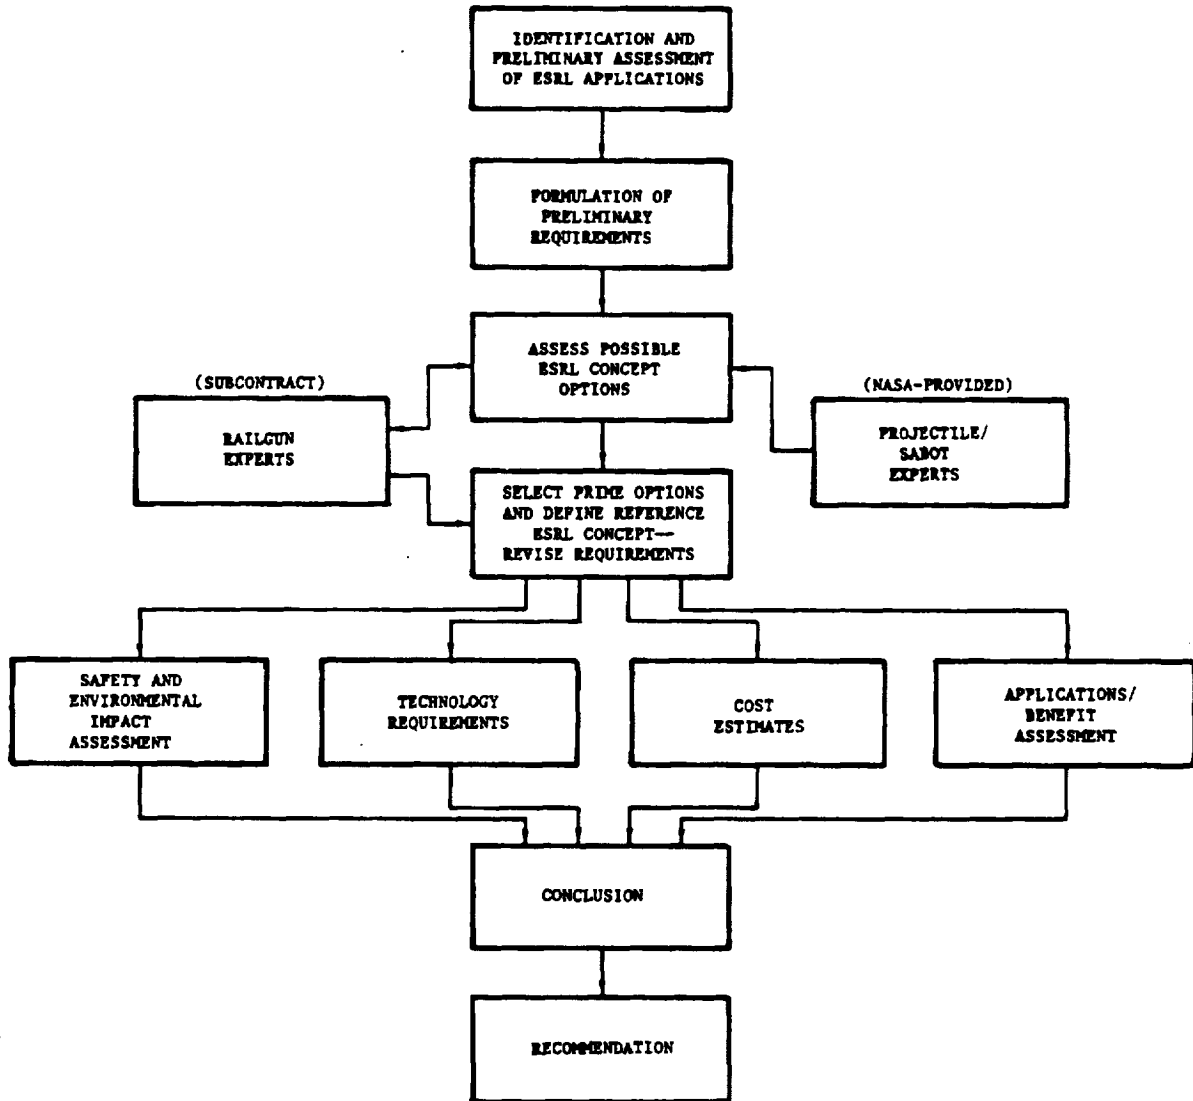 IDENTIFICATION AND
PRELIMINARY ASSESSMENT
OF ESRL APPLICATIONS
FORMULATION OF
PRELIMINARY
REQUIREMENTS
ASSESS POSSIBLE
ESRL CONCEPT
OPTIONS
(SUBCONTRACT)
RAILGUN
EXPERTS
(NASA-PROVIDED)
PROJECTILE/
SABOT
EXPERTS
SELECT PRIME OPTIONS
AND DEFINE REFERENCE
ESRL CONCEPT—
REVISE REQUIREMENTS
SAFETY AND
ENVIRONMENTAL
IMPACT
ASSESSMENT
TECHNOLOGY
REQUIREMENTS
COST
ESTIMATES
APPLICATIONS/
BENEFIT
ASSESSMENT
CONCLUSION
RECOMMENDATION